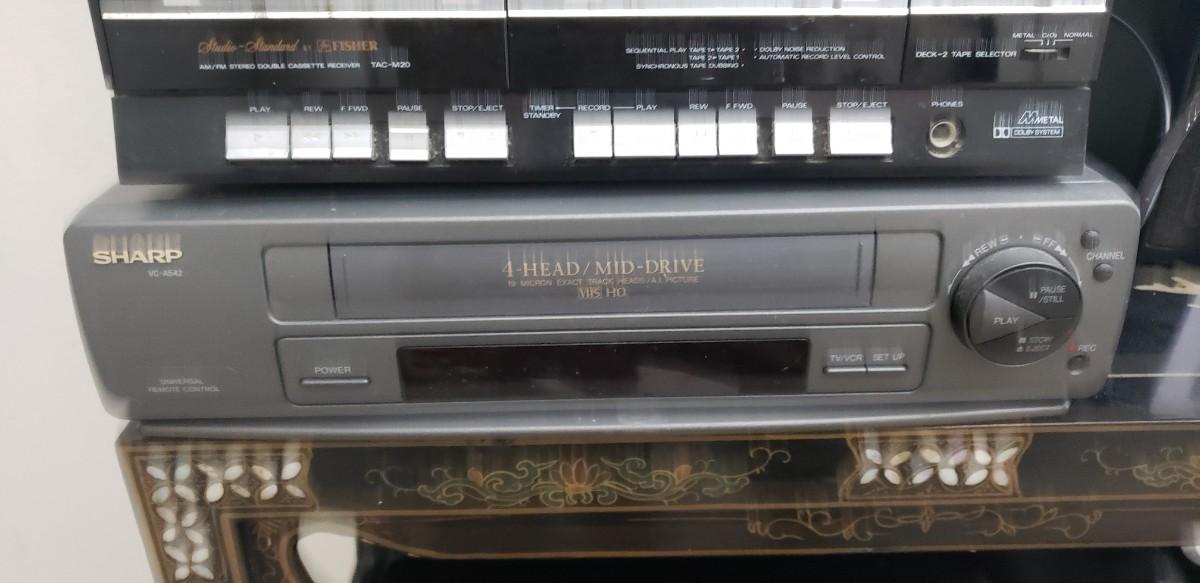 Studio-Standard BY FISHER
AM/FM STEREO DOUBLE CASSETTE RECEIVER TAC-M20
SEQUENTIAL PLAY TAPE 1▸TAPE 2
TAPE 2▸TAPE 1
SYNCHRONOUS TAPE DUBBING
DOLBY NOISE REDUCTION
AUTOMATIC RECORD LEVEL CONTROL
DECK-2 TAPE SELECTOR
METAL CrO₂ NORMAL
PLAY REW F FWD PAUSE STOP/EJECT
TIMER STANDBY
RECORD PLAY REW F FWD PAUSE STOP/EJECT
PHONES
METAL
DOLBY SYSTEM
SHARP
VC-A542
4-HEAD/MID-DRIVE
19 MICRON EXACT TRACK HEADS/A.I. PICTURE
VHS HQ
REW FF
CHANNEL
PAUSE
/STILL
PLAY
STOP/
EJECT
REC
POWER
TV/VCR SET UP
UNIVERSAL
REMOTE CONTROL